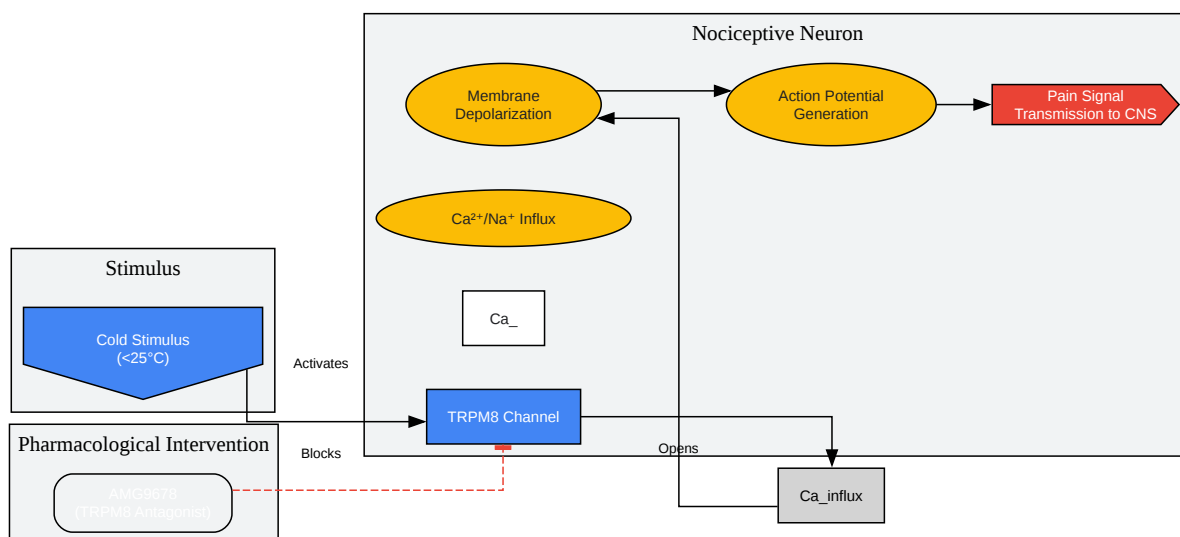 Nociceptive Neuron
Membrane
Depolarization
Action Potential
Generation
Pain Signal
Transmission to CNS
Ca²⁺/Na⁺ Influx
Stimulus
Cold Stimulus
(<25°C)
Ca_
Activates
TRPM8 Channel
Pharmacological Intervention
Blocks
Opens
AMG9678
(TRPM8 Antagonist)
Ca_influx